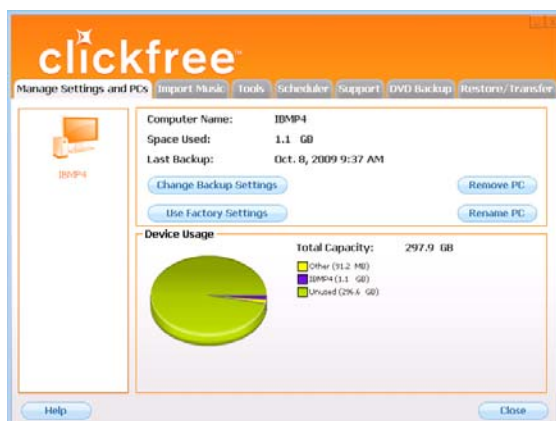 clickfree™
Manage Settings and PCs Import Music Tools Scheduler Support DVD Backup Restore/Transfer
IBMP4
Computer Name: IBMP4
Space Used: 1.1 GB
Last Backup: Oct. 8, 2009 9:37 AM
Change Backup Settings Remove PC
Use Factory Settings Rename PC
Device Usage
Total Capacity: 297.9 GB
Other (91.2 MB)
IBMP4 (1.1 GB)
Unused (296.6 GB)
Help Close